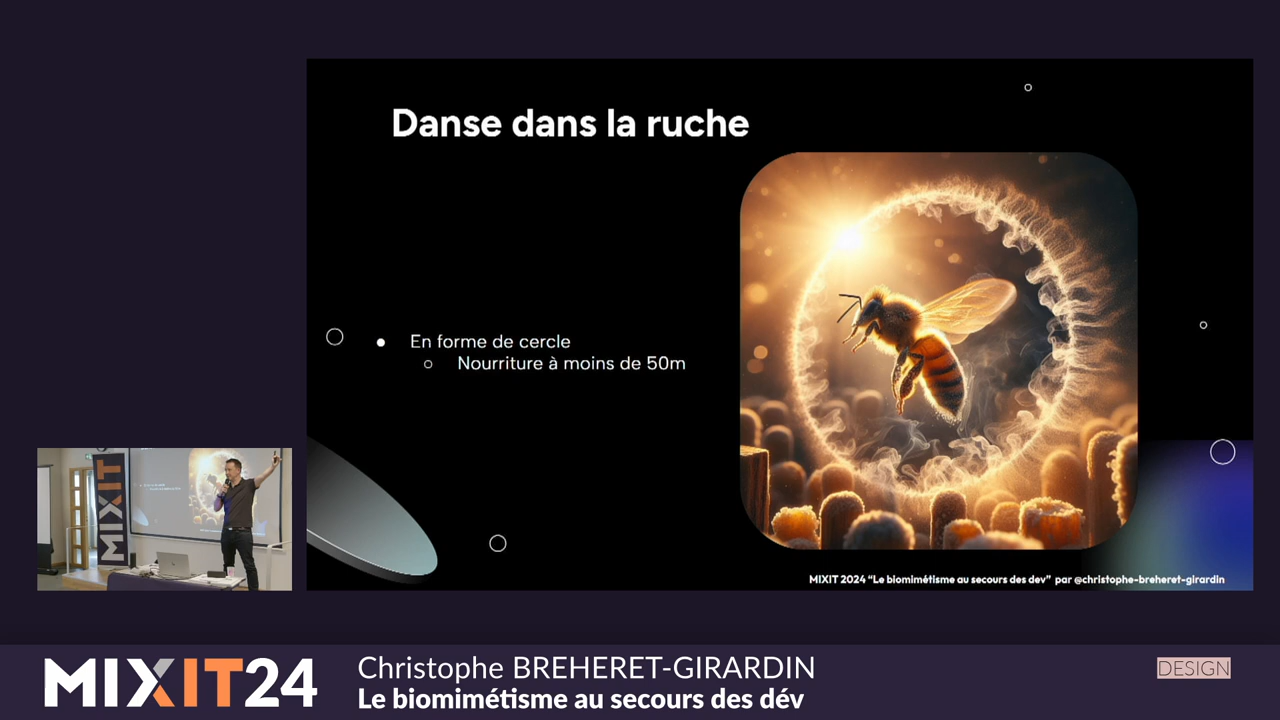 Danse dans la ruche
En forme de cercle
Nourriture à moins de 50m
MIXIT 2024 “Le biomimétisme au secours des dev” par @christophe-breheret-girardin
MIXIT
MIXIT24
Christophe BREHERET-GIRARDIN
Le biomimétisme au secours des dév
DESIGN